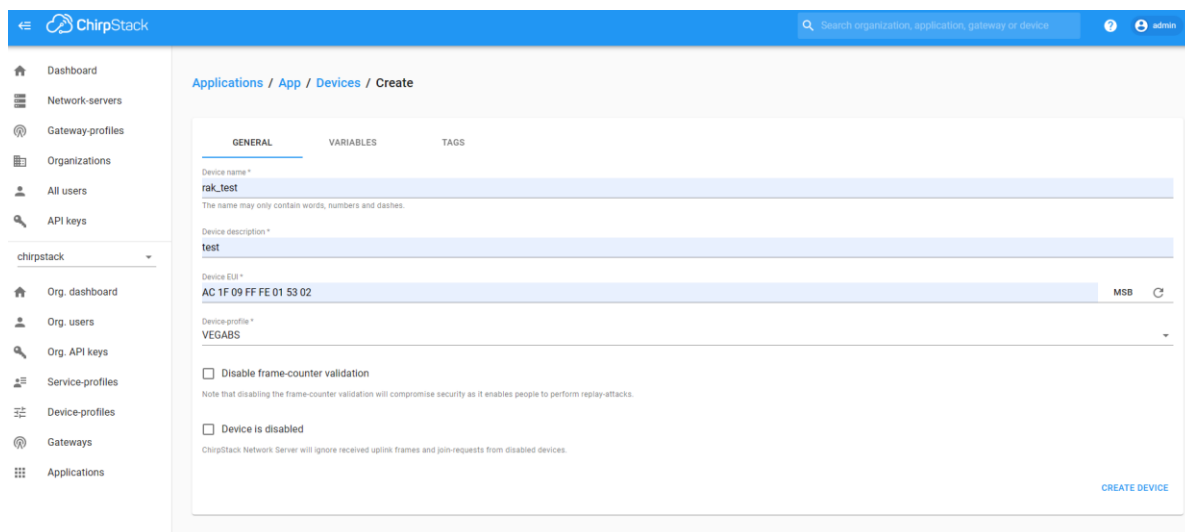 ChirpStack
Search organization, application, gateway or device
?
admin
Dashboard
Network-servers
Gateway-profiles
Organizations
All users
API keys
chirpstack
Org. dashboard
Org. users
Org. API keys
Service-profiles
Device-profiles
Gateways
Applications
Applications / App / Devices / Create
GENERAL VARIABLES TAGS
Device name *
rak_test
The name may only contain words, numbers and dashes.
Device description *
test
Device EUI *
AC 1F 09 FF FE 01 53 02 MSB
Device-profile *
VEGABS
Disable frame-counter validation
Note that disabling the frame-counter validation will compromise security as it enables people to perform replay-attacks.
Device is disabled
ChirpStack Network Server will ignore received uplink frames and join-requests from disabled devices.
CREATE DEVICE